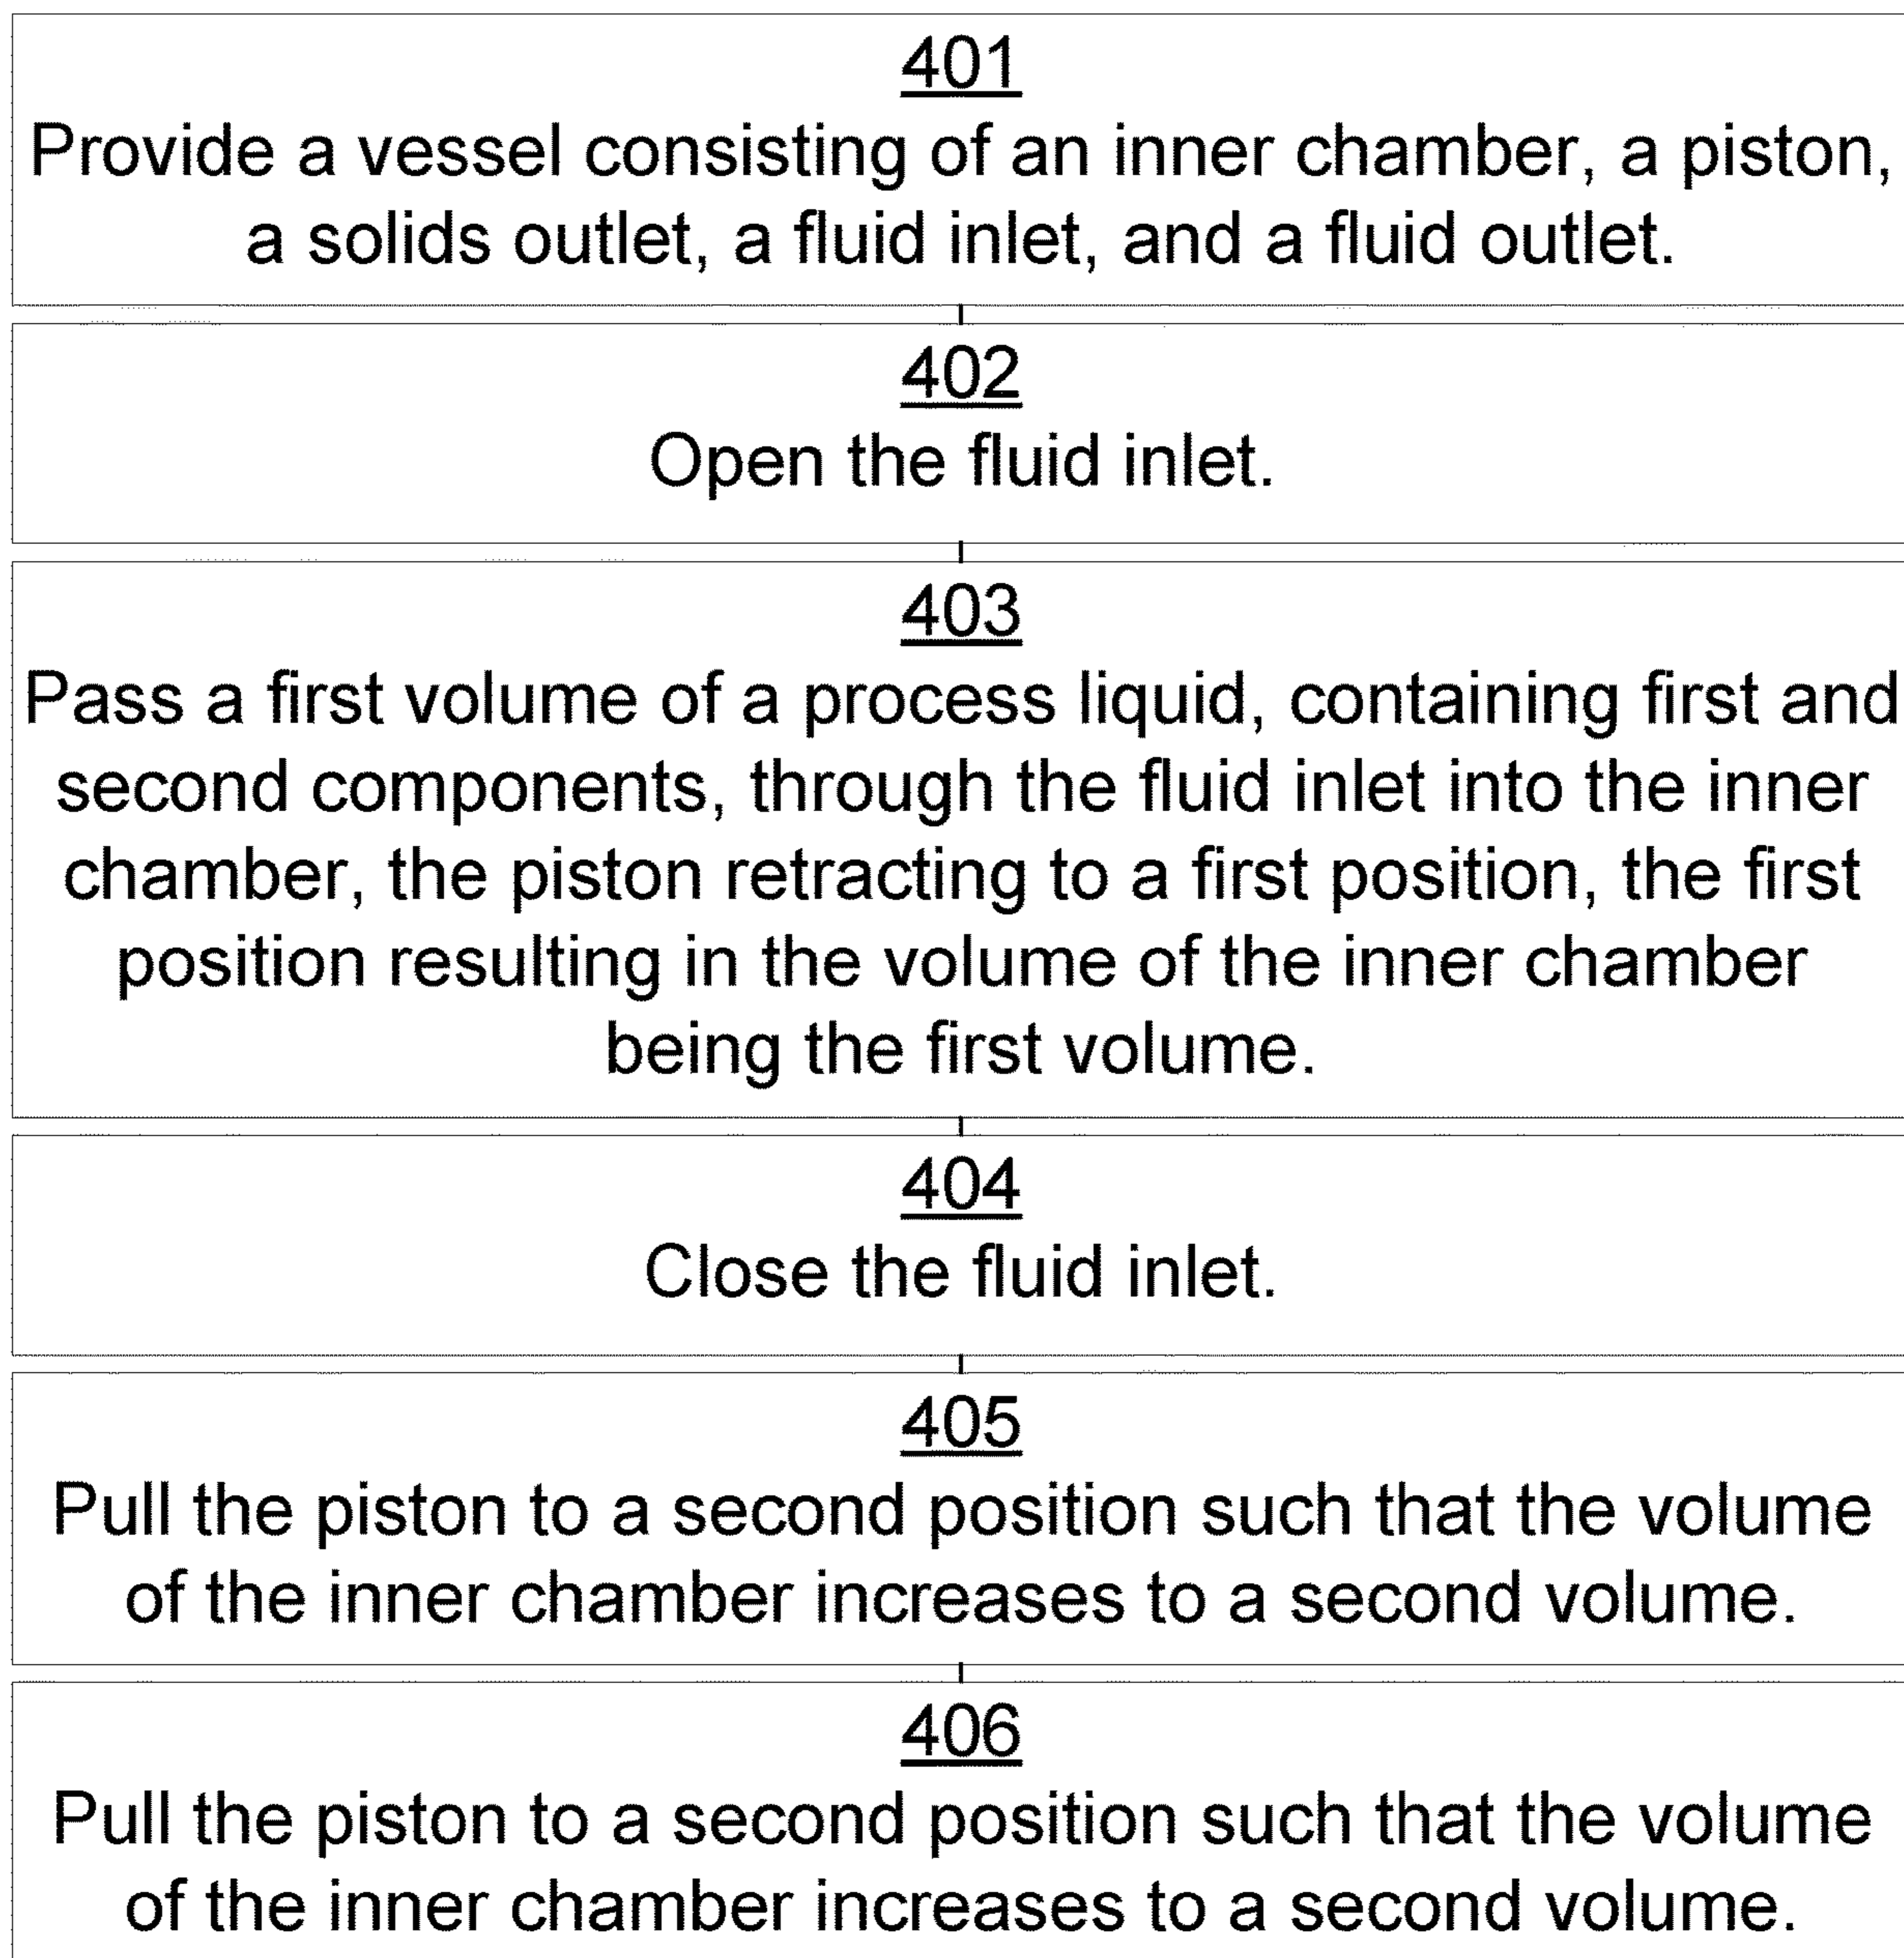 401
Provide a vessel consisting of an inner chamber, a piston,
a solids outlet, a fluid inlet, and a fluid outlet.
402
Open the fluid inlet.
403
Pass a first volume of a process liquid, containing first and
second components, through the fluid inlet into the inner
chamber, the piston retracting to a first position, the first
position resulting in the volume of the inner chamber
being the first volume.
404
Close the fluid inlet.
405
Pull the piston to a second position such that the volume
of the inner chamber increases to a second volume.
406
Pull the piston to a second position such that the volume
of the inner chamber increases to a second volume.